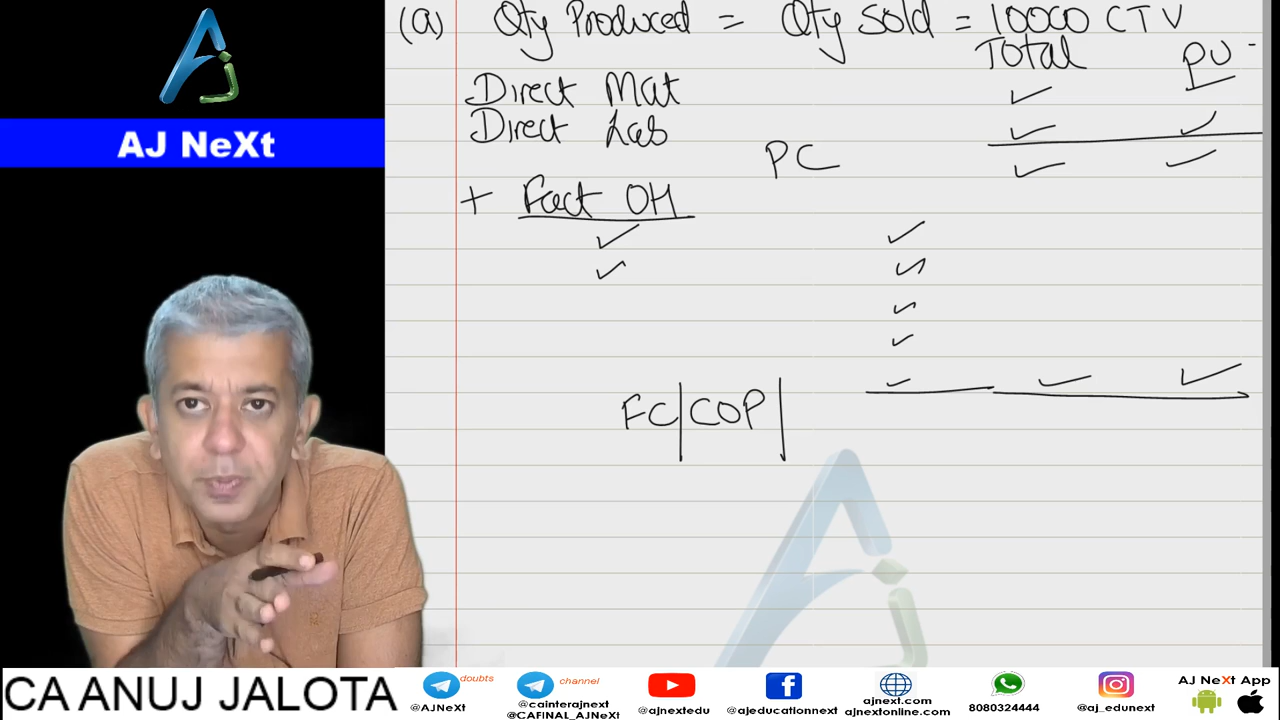 (a) Qty Produced = Qty Sold = 10000 CTV
Total PU
Direct Mat ✓
Direct Lab ✓ ✓
PC ✓ ✓
+ Fact OH
✓ ✓
✓ ✓
✓
✓
✓ ✓ ✓
FC|COP|
AJ NeXt
CA ANUJ JALOTA
doubts
@AJNeXt
channel
@cainterajnext
@CAFINAL_AJNeXt
@ajnextedu
@ajeducationnext
ajnext.com
ajnextonline.com
8080324444
@aj_edunext
AJ NeXt App